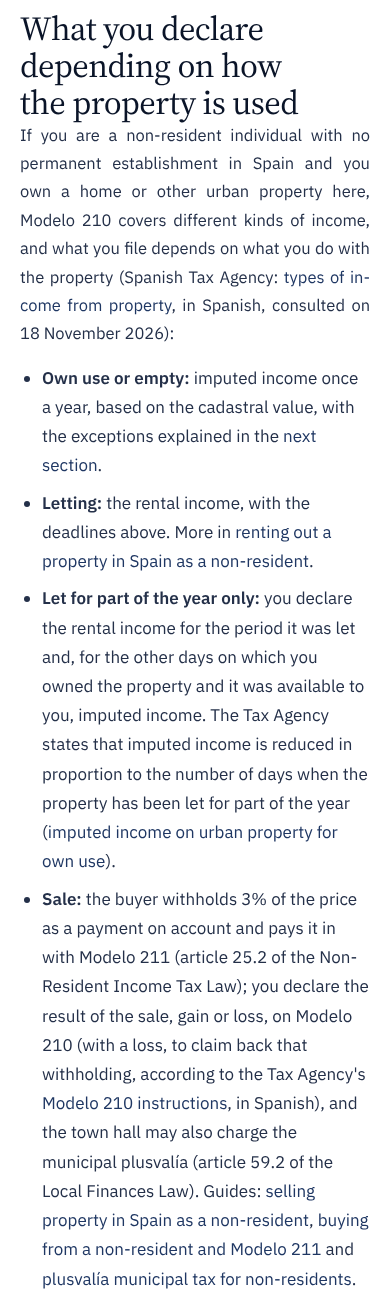 What you declare
depending on how
the property is used
If you are a non-resident individual with no
permanent establishment in Spain and you
own a home or other urban property here,
Modelo 210 covers different kinds of income,
and what you file depends on what you do with
the property (Spanish Tax Agency: types of in-
come from property, in Spanish, consulted on
18 November 2026):
• Own use or empty: imputed income once
a year, based on the cadastral value, with
the exceptions explained in the next
section.
• Letting: the rental income, with the
deadlines above. More in renting out a
property in Spain as a non-resident.
• Let for part of the year only: you declare
the rental income for the period it was let
and, for the other days on which you
owned the property and it was available to
you, imputed income. The Tax Agency
states that imputed income is reduced in
proportion to the number of days when the
property has been let for part of the year
(imputed income on urban property for
own use).
• Sale: the buyer withholds 3% of the price
as a payment on account and pays it in
with Modelo 211 (article 25.2 of the Non-
Resident Income Tax Law); you declare the
result of the sale, gain or loss, on Modelo
210 (with a loss, to claim back that
withholding, according to the Tax Agency's
Modelo 210 instructions, in Spanish), and
the town hall may also charge the
municipal plusvalía (article 59.2 of the
Local Finances Law). Guides: selling
property in Spain as a non-resident, buying
from a non-resident and Modelo 211 and
plusvalía municipal tax for non-residents.